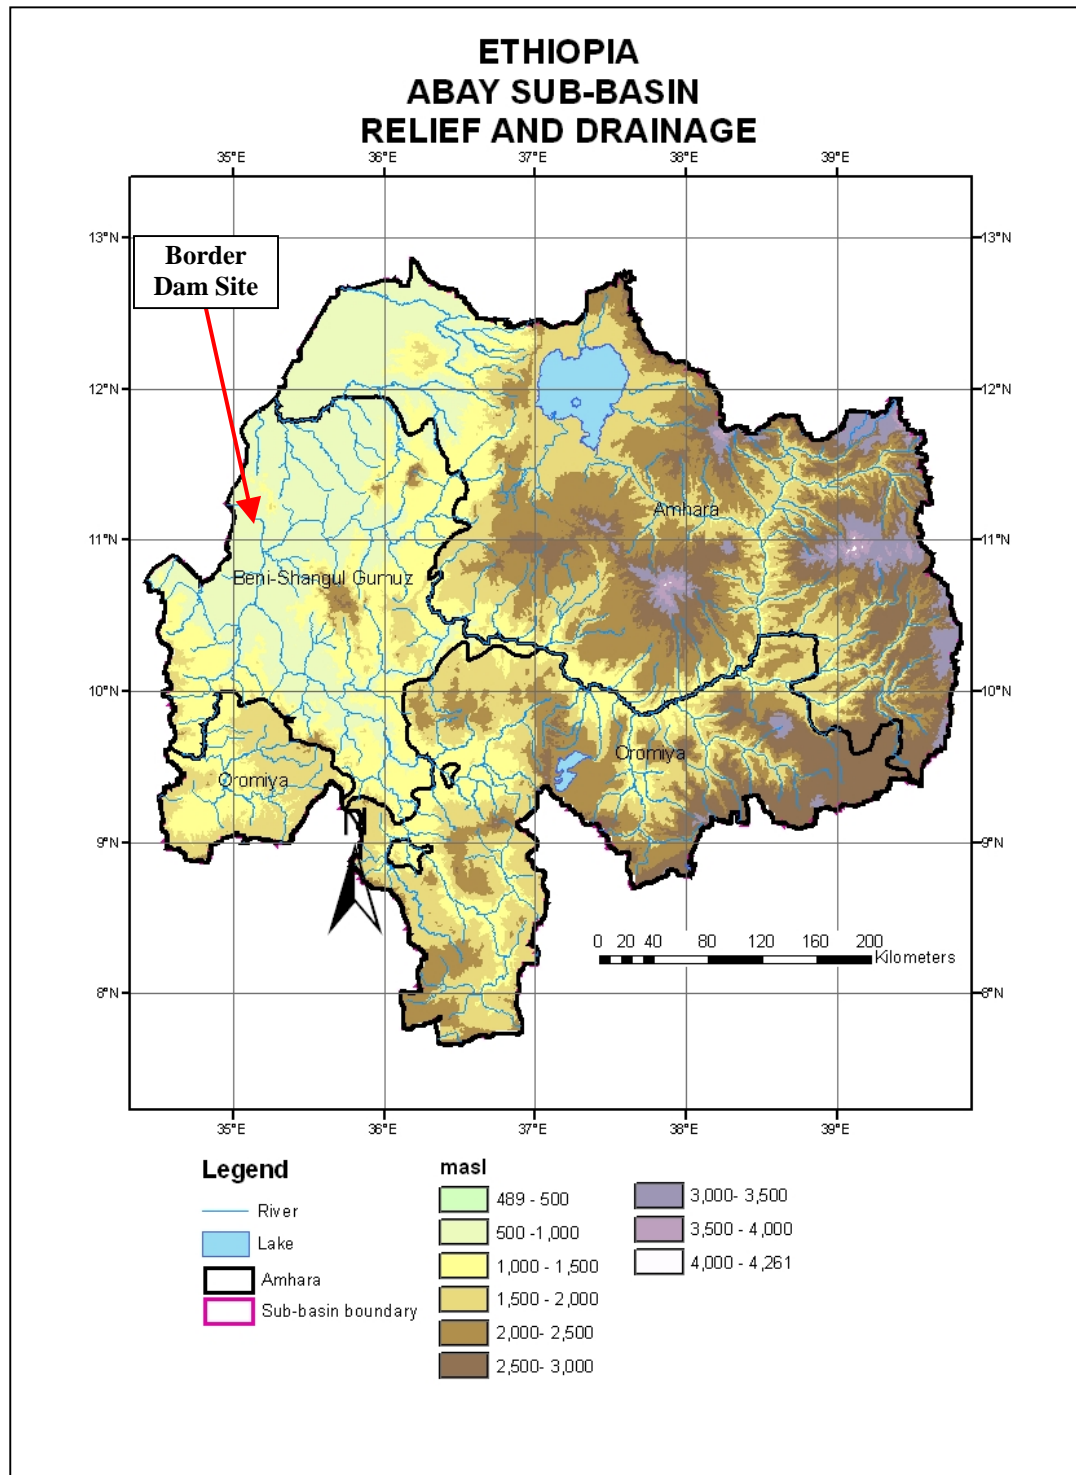 ETHIOPIA
ABAY SUB-BASIN
RELIEF AND DRAINAGE
35°E 36°E 37°E 38°E 39°E
13°N 13°N
Border
Dam Site
12°N 12°N
Amhara
11°N 11°N
Beni-Shangul Gumuz
10°N 10°N
Oromiya
Oromiya
N
9°N 9°N
0 20 40 80 120 160 200
Kilometers
8°N 8°N
35°E 36°E 37°E 38°E 39°E
Legend
River
Lake
Amhara
Sub-basin boundary
masl
489 - 500
500 -1,000
1,000 - 1,500
1,500 - 2,000
2,000- 2,500
2,500- 3,000
3,000- 3,500
3,500 - 4,000
4,000 - 4,261